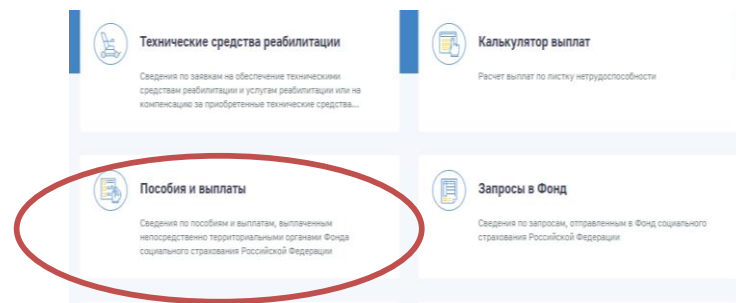 Технические средства реабилитации
Сведения по заявкам на обеспечение техническими
средствам реабилитации и услугам реабилитации или на
компенсацию за приобретенные технические средства...
Калькулятор выплат
Расчет выплат по листку нетрудоспособности
Пособия и выплаты
Сведения по пособиям и выплатам, выплаченным
непосредственно территориальными органами Фонда
социального страхования Российской Федерации
Запросы в Фонд
Сведения по запросам, отправленным в Фонд социального
страхования Российской Федерации